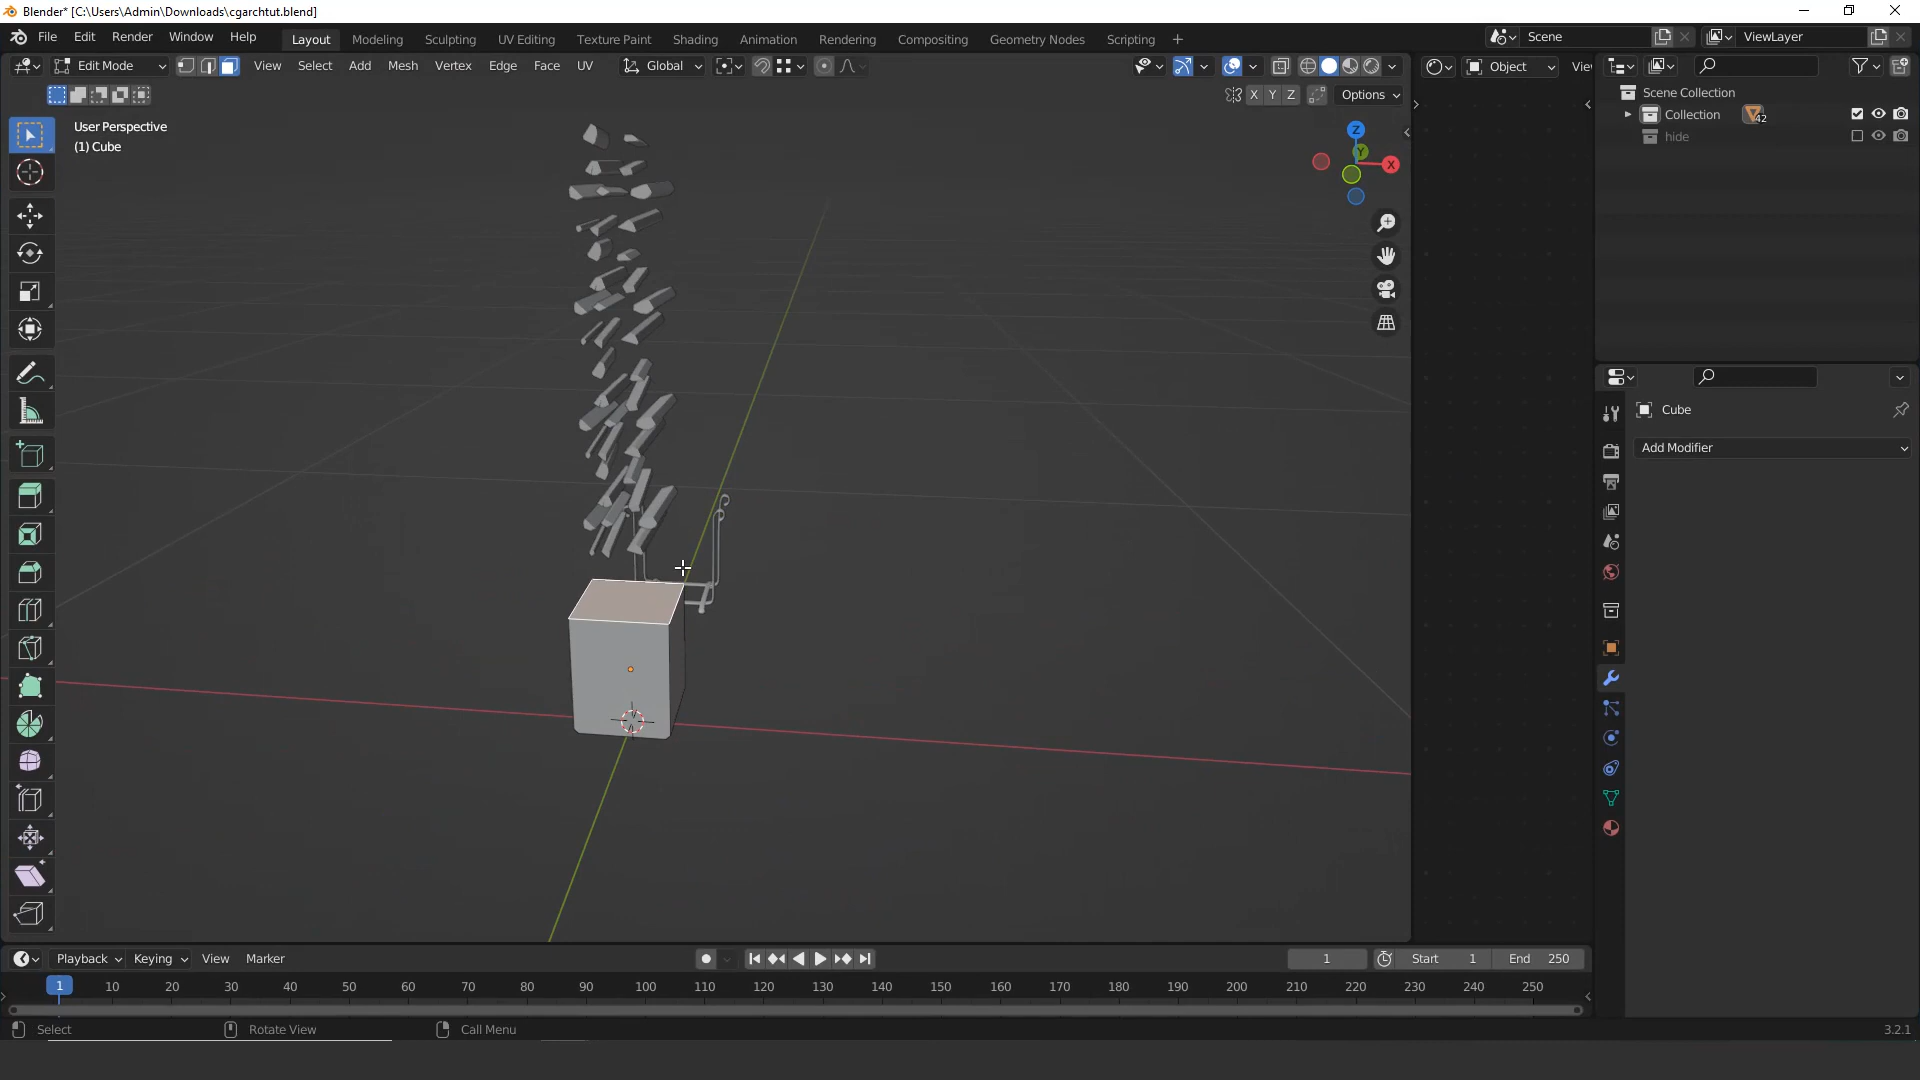 Blender* [C:\Users\Admin\Downloads\cgarchtut.blend]
File Edit Render Window Help Layout Modeling Sculpting UV Editing Texture Paint Shading Animation Rendering Compositing Geometry Nodes Scripting + Scene ViewLayer
Edit Mode View Select Add Mesh Vertex Edge Face UV Global Object Vie
X Y Z Options
Scene Collection
Collection 42
hide
User Perspective
(1) Cube
Z
Y
X
Cube
Add Modifier
Playback Keying View Marker 1 Start 1 End 250
1 10 20 30 40 50 60 70 80 90 100 110 120 130 140 150 160 170 180 190 200 210 220 230 240 250
Select Rotate View Call Menu 3.2.1